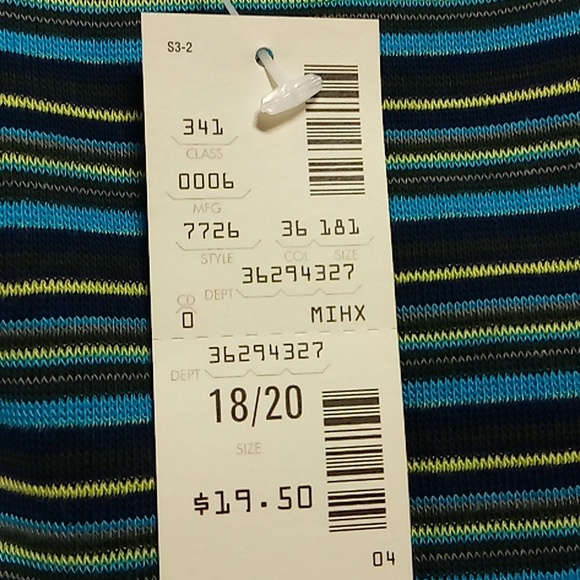 S3-2
341
CLASS
0006
MFG
7726 36 181
STYLE COL SIZE
36294327
CD DEPT
0 MIHX
36294327
DEPT
18/20
SIZE
$19.50
04